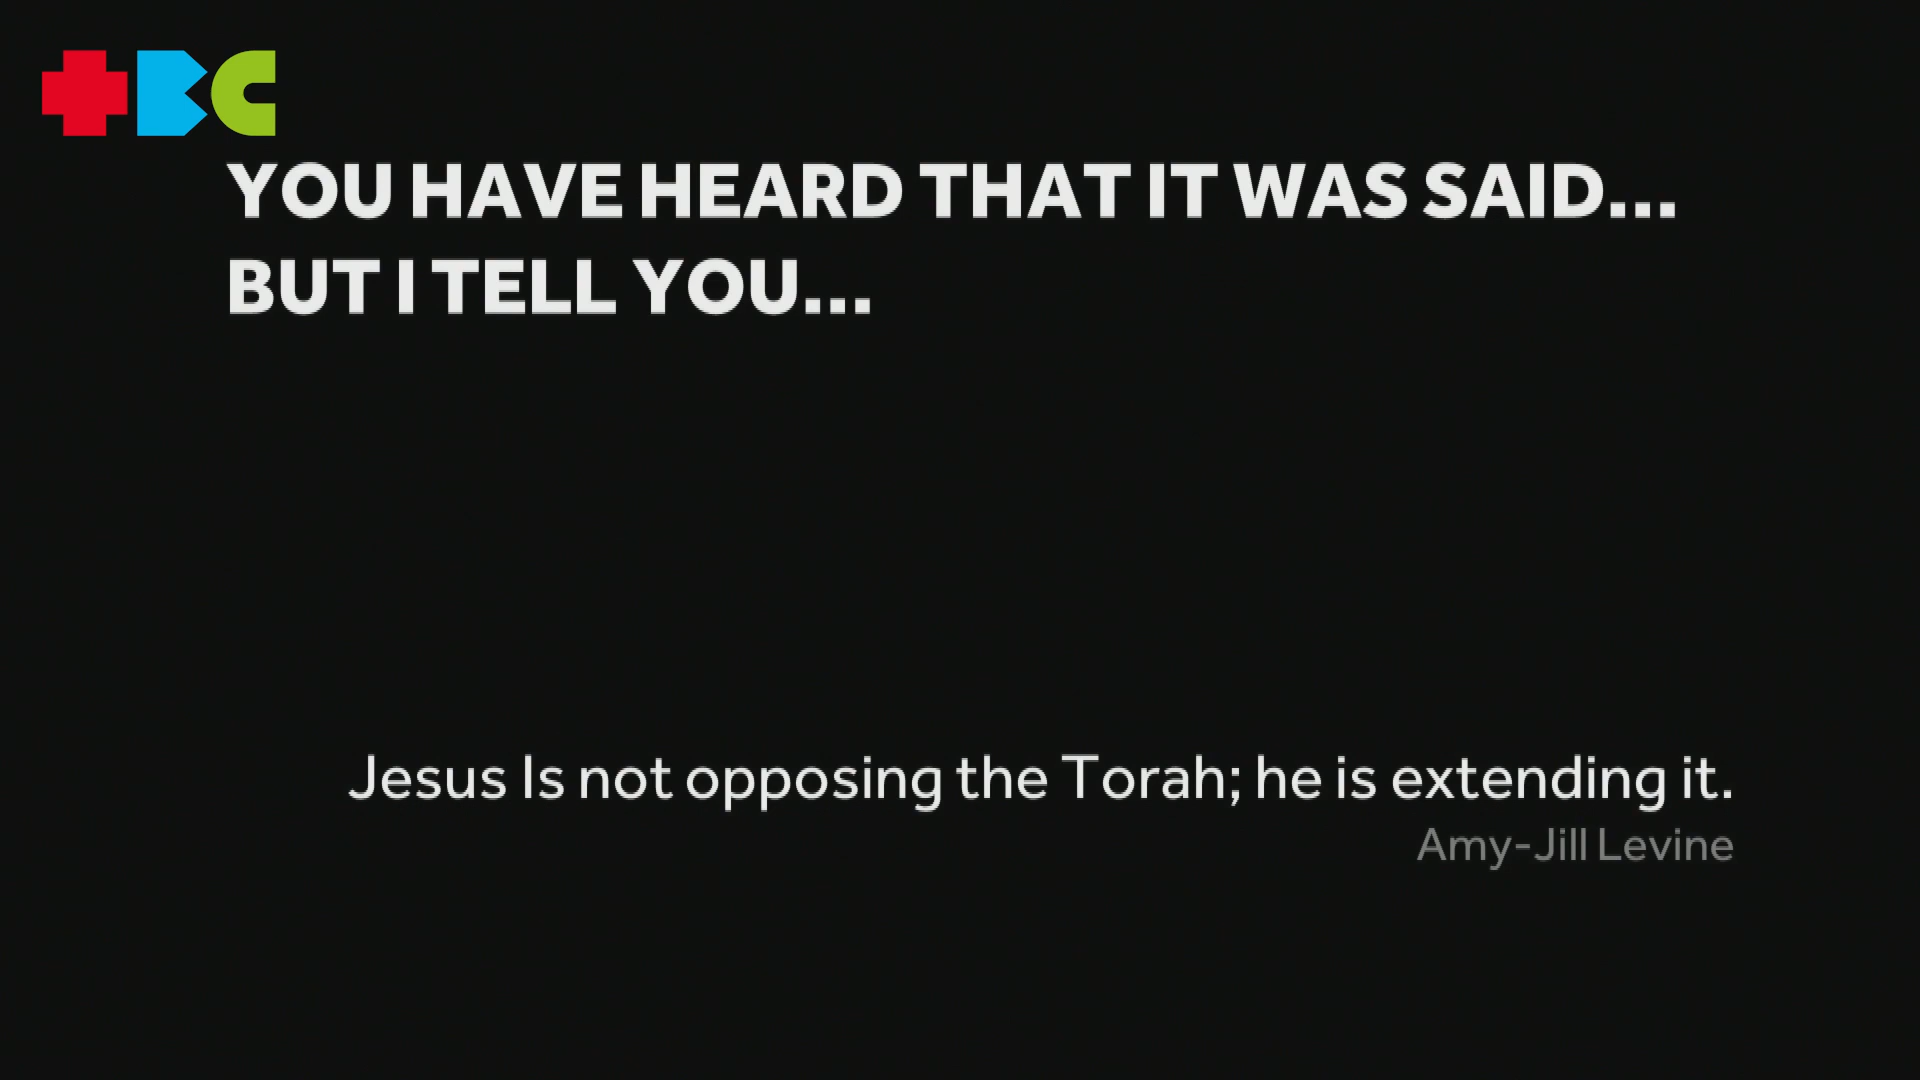 YOU HAVE HEARD THAT IT WAS SAID...
BUT I TELL YOU...
Jesus Is not opposing the Torah; he is extending it.
Amy-Jill Levine